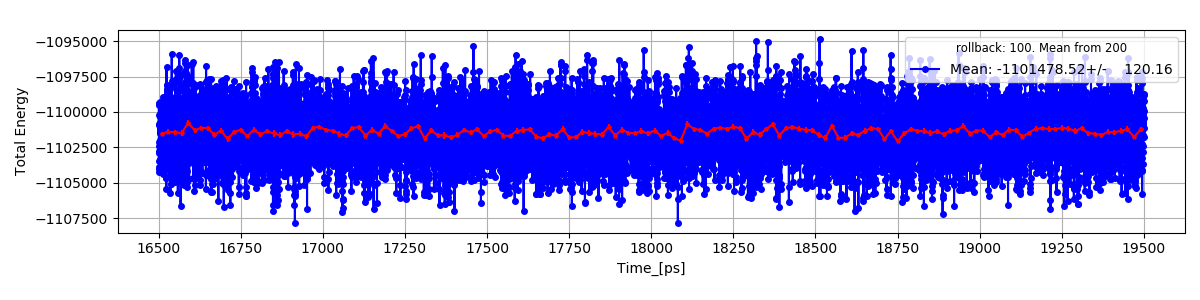 −1095000
−1097500
−1100000
−1102500
−1105000
−1107500
Total Energy
rollback: 100. Mean from 200
Mean: -1101478.52+/-    120.16
16500 16750 17000 17250 17500 17750 18000 18250 18500 18750 19000 19250 19500
Time_[ps]